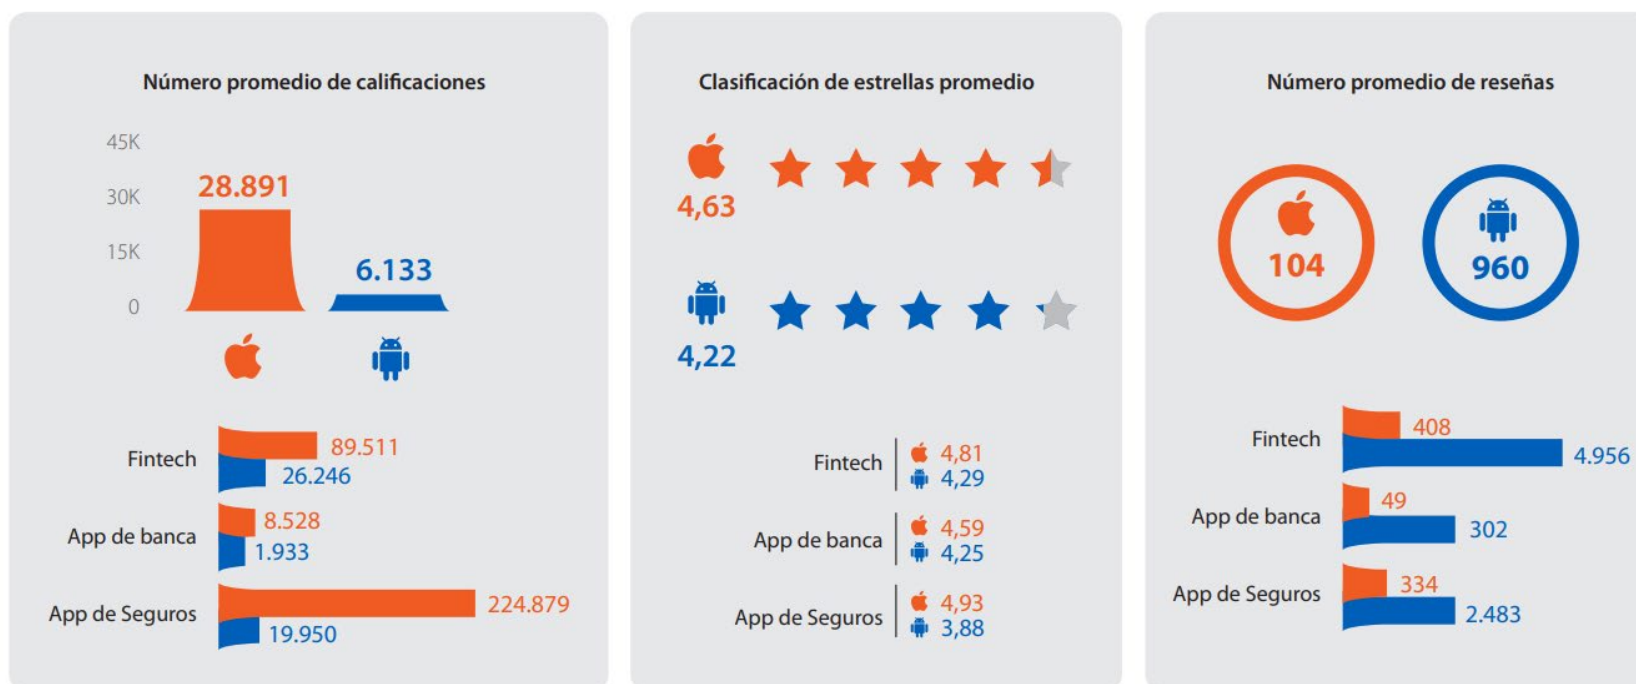 Número promedio de calificaciones
45K
30K
15K
0
28.891
6.133
Fintech
89.511
26.246
App de banca
8.528
1.933
App de Seguros
224.879
19.950
Clasificación de estrellas promedio
4,63
4,22
Fintech
4,81
4,29
App de banca
4,59
4,25
App de Seguros
4,93
3,88
Número promedio de reseñas
104
960
Fintech
408
4.956
App de banca
49
302
App de Seguros
334
2.483